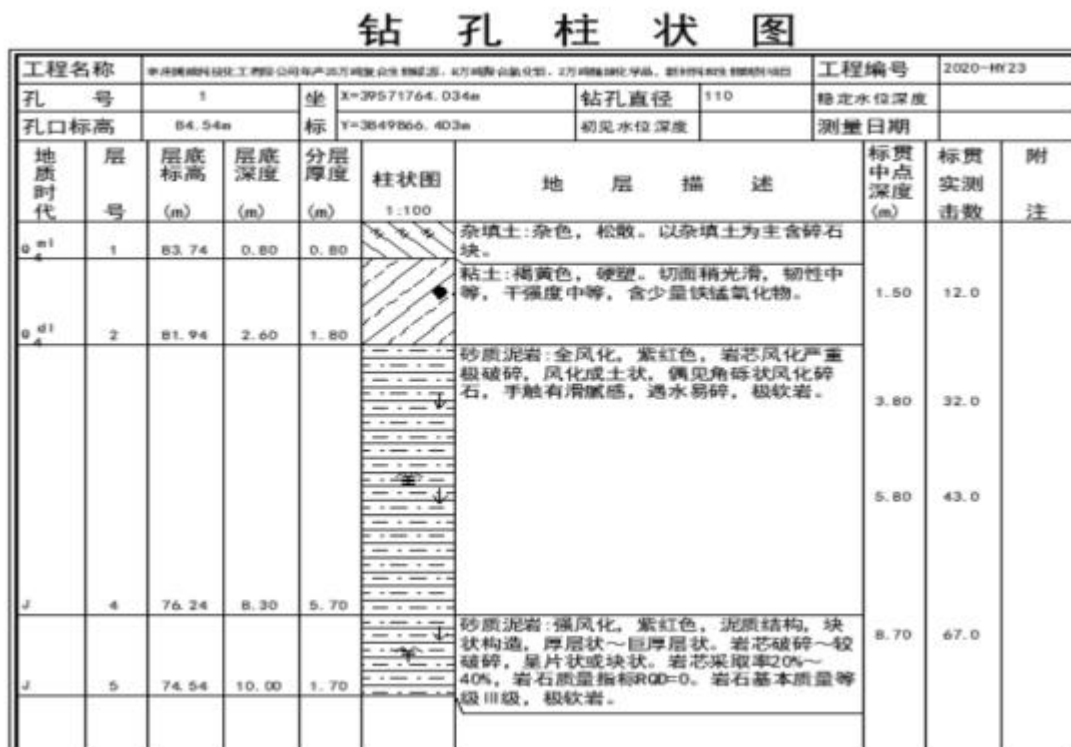 钻 孔 柱 状 图
工程名称 工程编号 2020-HY23
孔 号 1 坐 X=39571764.034m 钻孔直径 110 稳定水位深度
孔口标高 84.54m 标 Y=3849866.403m 初见水位深度 测量日期
地质时代 层号 层底标高(m) 层底深度(m) 分层厚度(m) 柱状图 1:100 地 层 描 述 标贯中点深度(m) 标贯实测击数 附注
Q4ml 1 83.74 0.80 0.80
杂填土:杂色，松散。以杂填土为主含碎石
块。
Q4dl 2 81.94 2.60 1.80
粘土:褐黄色，硬塑。切面稍光滑，韧性中
等，干强度中等，含少量铁锰氧化物。
1.50 12.0
J 4 76.24 8.30 5.70
砂质泥岩:全风化，紫红色，岩芯风化严重
极破碎，风化成土状，偶见角砾状风化碎
石，手触有滑腻感，遇水易碎，极软岩。
3.80 32.0
5.80 43.0
J 5 74.54 10.00 1.70
砂质泥岩:强风化，紫红色，泥质结构，块
状构造，厚层状～巨厚层状。岩芯破碎～较
破碎，呈片状或块状。岩芯采取率20%～
40%，岩石质量指标RQD=0。岩石基本质量等
级III级，极软岩。
8.70 67.0